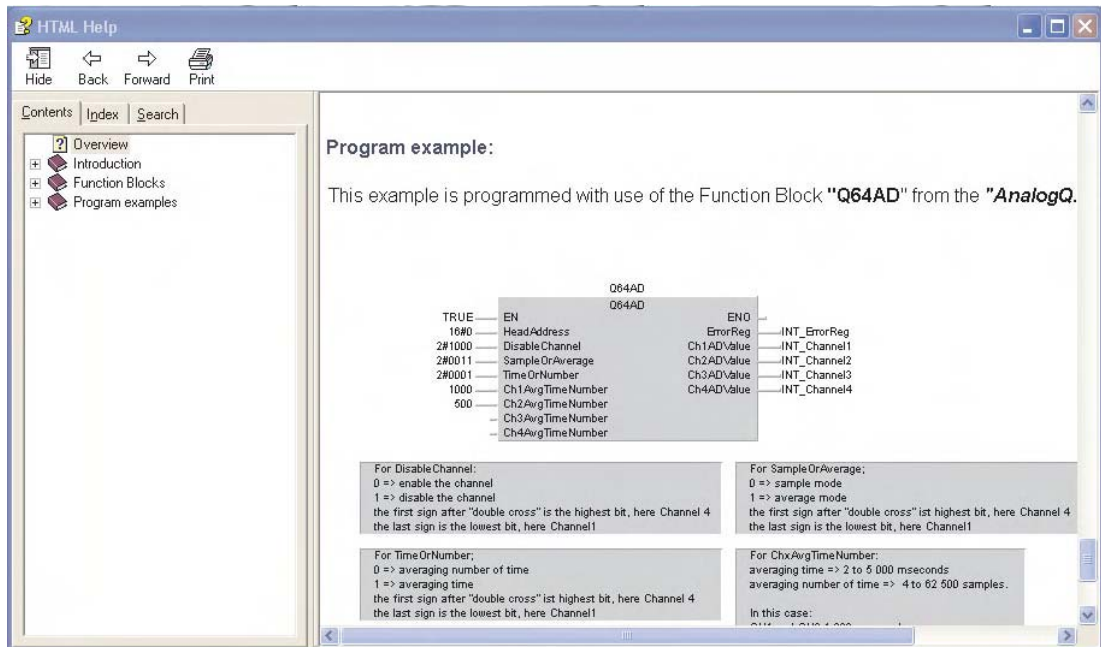 HTML Help
Hide Back Forward Print
Contents Index Search
Overview
Introduction
Function Blocks
Program examples
Program example:
This example is programmed with use of the Function Block "Q64AD" from the "AnalogQ.
Q64AD
Q64AD
TRUE EN ENO
16#0 HeadAddress ErrorReg INT_ErrorReg
2#1000 DisableChannel Ch1ADValue INT_Channel1
2#0011 SampleOrAverage Ch2ADValue INT_Channel2
2#0001 TimeOrNumber Ch3ADValue INT_Channel3
1000 Ch1AvgTimeNumber Ch4ADValue INT_Channel4
500 Ch2AvgTimeNumber
Ch3AvgTimeNumber
Ch4AvgTimeNumber
For DisableChannel:
0 => enable the channel
1 => disable the channel
the first sign after "double cross" is the highest bit, here Channel 4
the last sign is the lowest bit, here Channel1
For SampleOrAverage;
0 => sample mode
1 => average mode
the first sign after "double cross" ist highest bit, here Channel 4
the last sign is the lowest bit, here Channel1
For TimeOrNumber;
0 => averaging number of time
1 => averaging time
the first sign after "double cross" ist highest bit, here Channel 4
the last sign is the lowest bit, here Channel1
For ChxAvgTimeNumber:
averaging time => 2 to 5 000 mseconds
averaging number of time => 4 to 62 500 samples.
In this case: